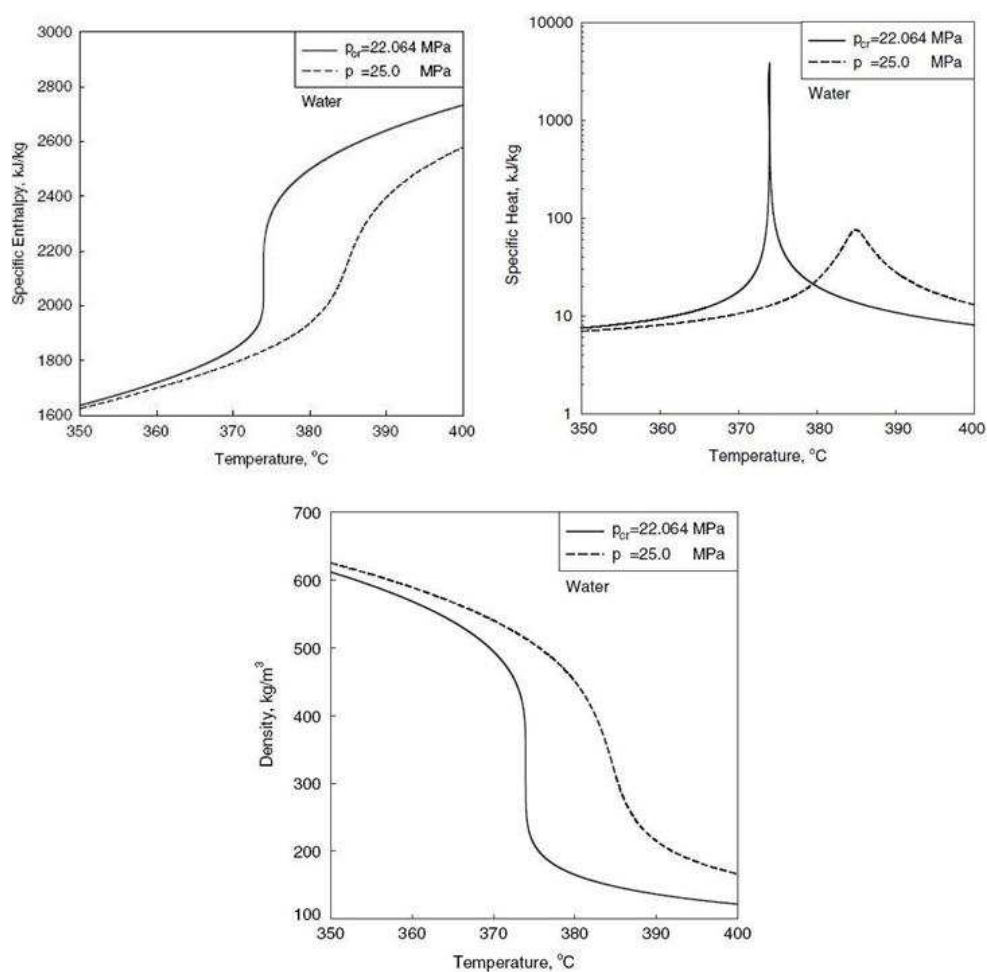 3000
2800
2600
2400
2200
2000
1800
1600
Specific Enthalpy, kJ/kg
p_cr=22.064 MPa
p =25.0 MPa
Water
350 360 370 380 390 400
Temperature, °C
10000
1000
100
10
1
Specific Heat, kJ/kg
p_cr=22.064 MPa
p =25.0 MPa
Water
350 360 370 380 390 400
Temperature, °C
700
600
500
400
300
200
100
Density, kg/m³
p_cr=22.064 MPa
p =25.0 MPa
Water
350 360 370 380 390 400
Temperature, °C